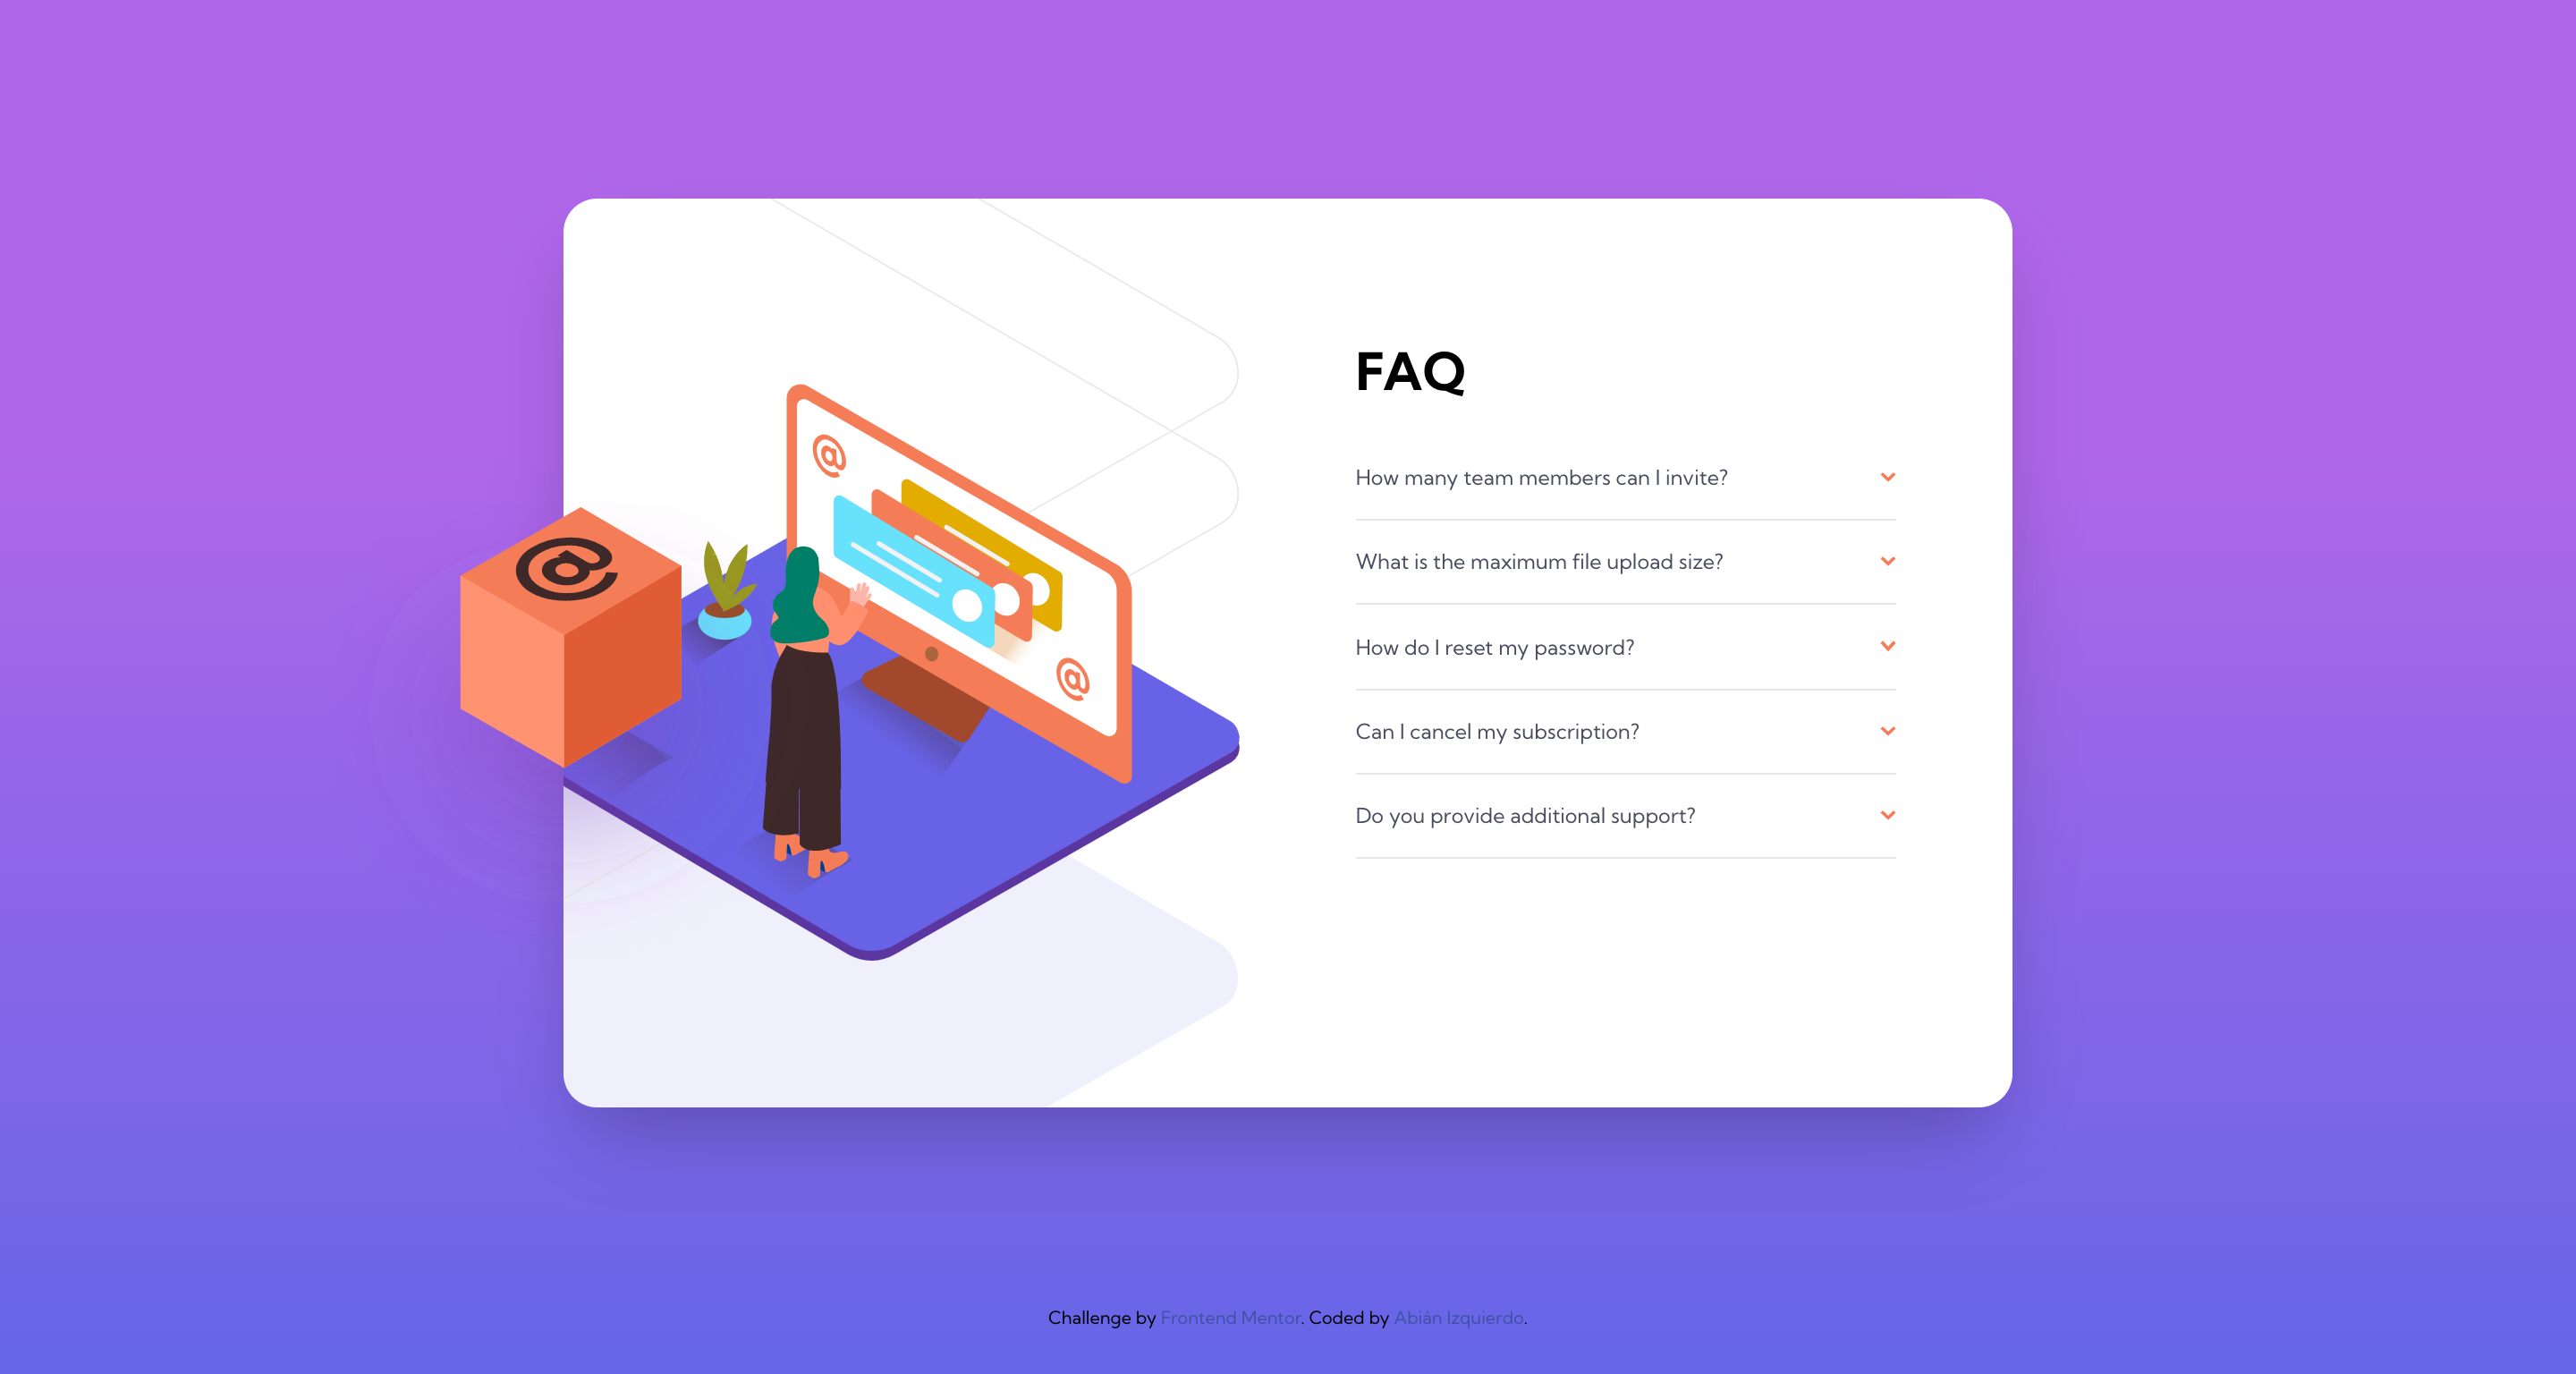 FAQ
How many team members can I invite?
What is the maximum file upload size?
How do I reset my password?
Can I cancel my subscription?
Do you provide additional support?
@
@
@
Challenge by Frontend Mentor. Coded by Abián Izquierdo.